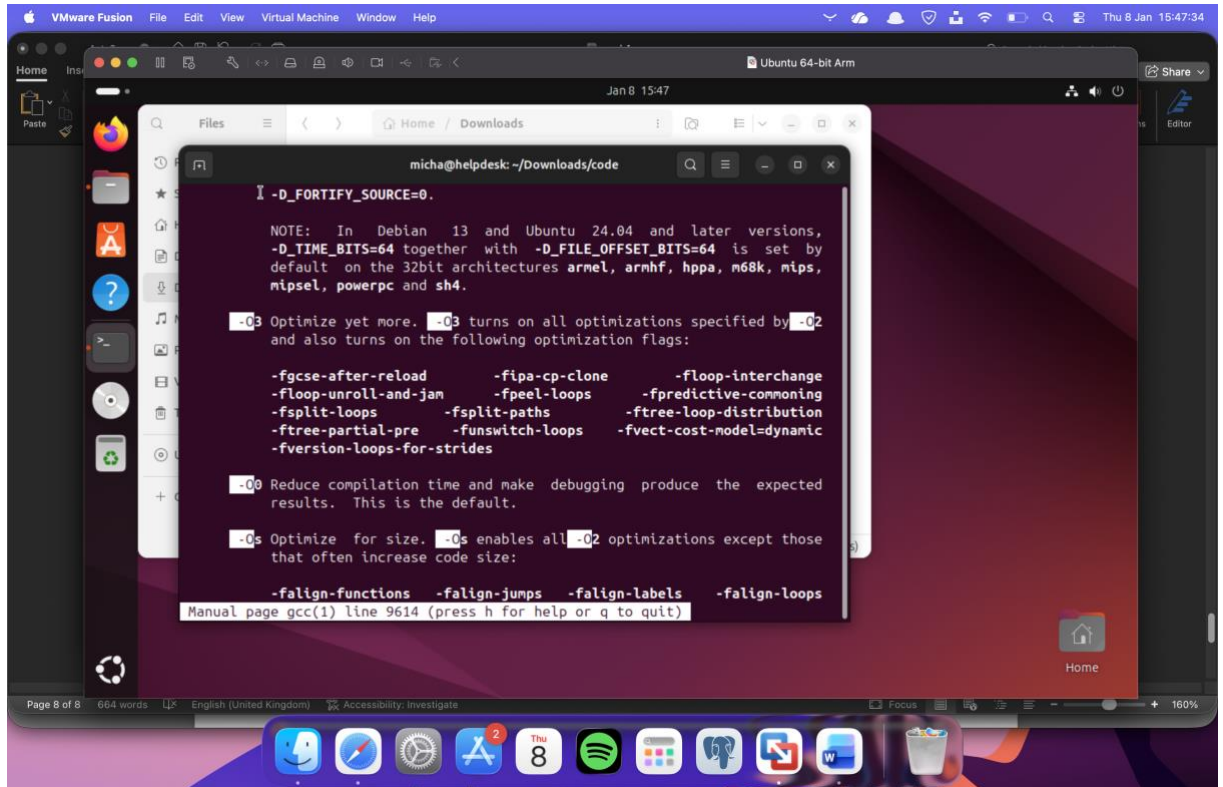 VMware Fusion File Edit View Virtual Machine Window Help Thu 8 Jan 15:47:34
Home Share
Ubuntu 64-bit Arm
Paste Editor
Jan 8 15:47
Files Home / Downloads
micha@helpdesk: ~/Downloads/code
-D_FORTIFY_SOURCE=0.
NOTE: In Debian 13 and Ubuntu 24.04 and later versions,
-D_TIME_BITS=64 together with -D_FILE_OFFSET_BITS=64 is set by
default on the 32bit architectures armel, armhf, hppa, m68k, mips,
mipsel, powerpc and sh4.
-O3 Optimize yet more. -O3 turns on all optimizations specified by -O2
and also turns on the following optimization flags:
-fgcse-after-reload -fipa-cp-clone -floop-interchange
-floop-unroll-and-jam -fpeel-loops -fpredictive-commoning
-fsplit-loops -fsplit-paths -ftree-loop-distribution
-ftree-partial-pre -funswitch-loops -fvect-cost-model=dynamic
-fversion-loops-for-strides
-O0 Reduce compilation time and make debugging produce the expected
results. This is the default.
-Os Optimize for size. -Os enables all -O2 optimizations except those
that often increase code size:
-falign-functions -falign-jumps -falign-labels -falign-loops
Manual page gcc(1) line 9614 (press h for help or q to quit)
Home
Page 8 of 8 664 words English (United Kingdom) Accessibility: Investigate Focus 160%
2
Thu
8